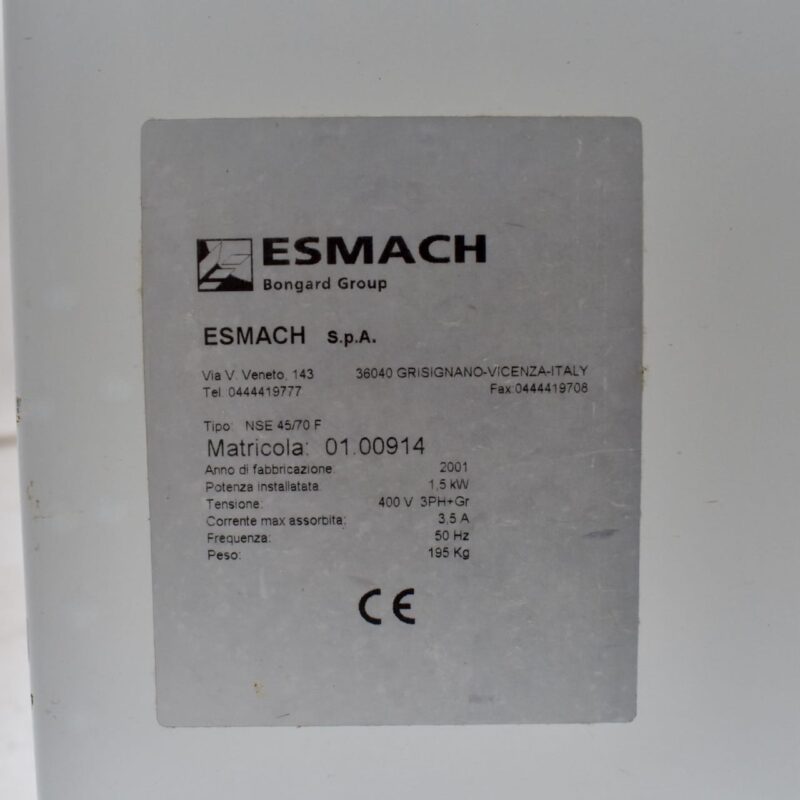 ESMACH
Bongard Group
ESMACH S.p.A.
Via V. Veneto, 143 36040 GRISIGNANO-VICENZA-ITALY
Tel. 0444419777 Fax:0444419708
Tipo: NSE 45/70 F
Matricola: 01.00914
Anno di fabbricazione: 2001
Potenza installatata: 1,5 kW
Tensione: 400 V 3PH+Gr
Corrente max assorbita: 3,5 A
Frequenza: 50 Hz
Peso: 195 Kg
CE